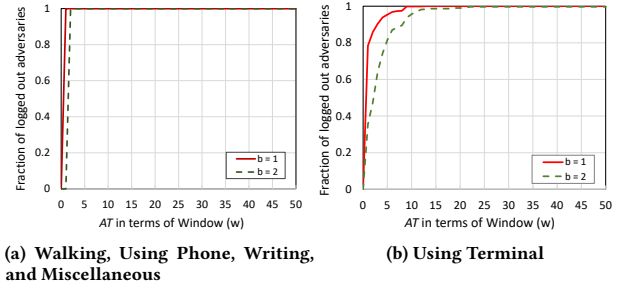 Fraction of logged out adversaries
1
0.8
0.6
0.4
0.2
0
0 5 10 15 20 25 30 35 40 45 50
AT in terms of Window (w)
b = 1
b = 2
(a) Walking, Using Phone, Writing,
and Miscellaneous
Fraction of logged out adversaries
1
0.8
0.6
0.4
0.2
0
0 5 10 15 20 25 30 35 40 45 50
AT in terms of Window (w)
b = 1
b = 2
(b) Using Terminal